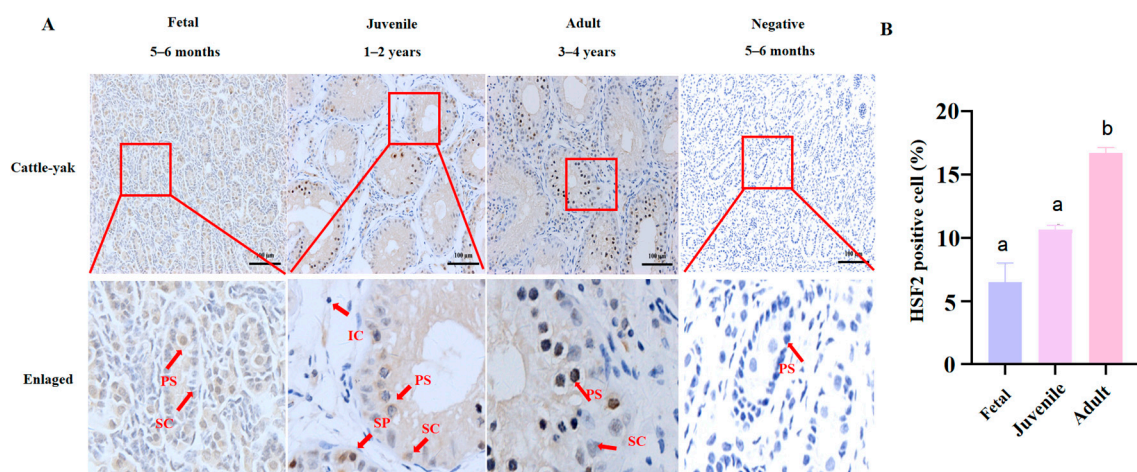 A
Fetal
5–6 months
Juvenile
1–2 years
Adult
3–4 years
Negative
5–6 months
Cattle-yak
100 μm
100 μm
100 μm
100 μm
Enlaged
PS
SC
IC
PS
SP
SC
PS
SC
PS
B
HSF2 positive cell (%)
20
15
10
5
0
a
a
b
Fetal
Juvenile
Adult